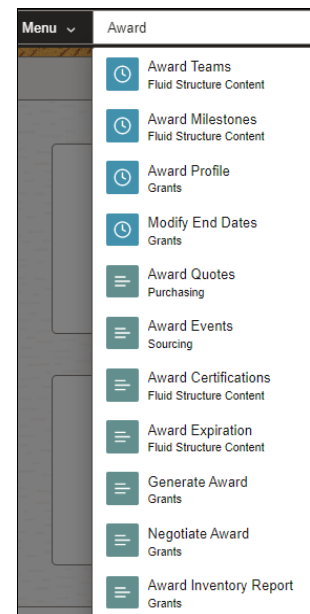 Menu
Award
Award Teams
Fluid Structure Content
Award Milestones
Fluid Structure Content
Award Profile
Grants
Modify End Dates
Grants
Award Quotes
Purchasing
Award Events
Sourcing
Award Certifications
Fluid Structure Content
Award Expiration
Fluid Structure Content
Generate Award
Grants
Negotiate Award
Grants
Award Inventory Report
Grants